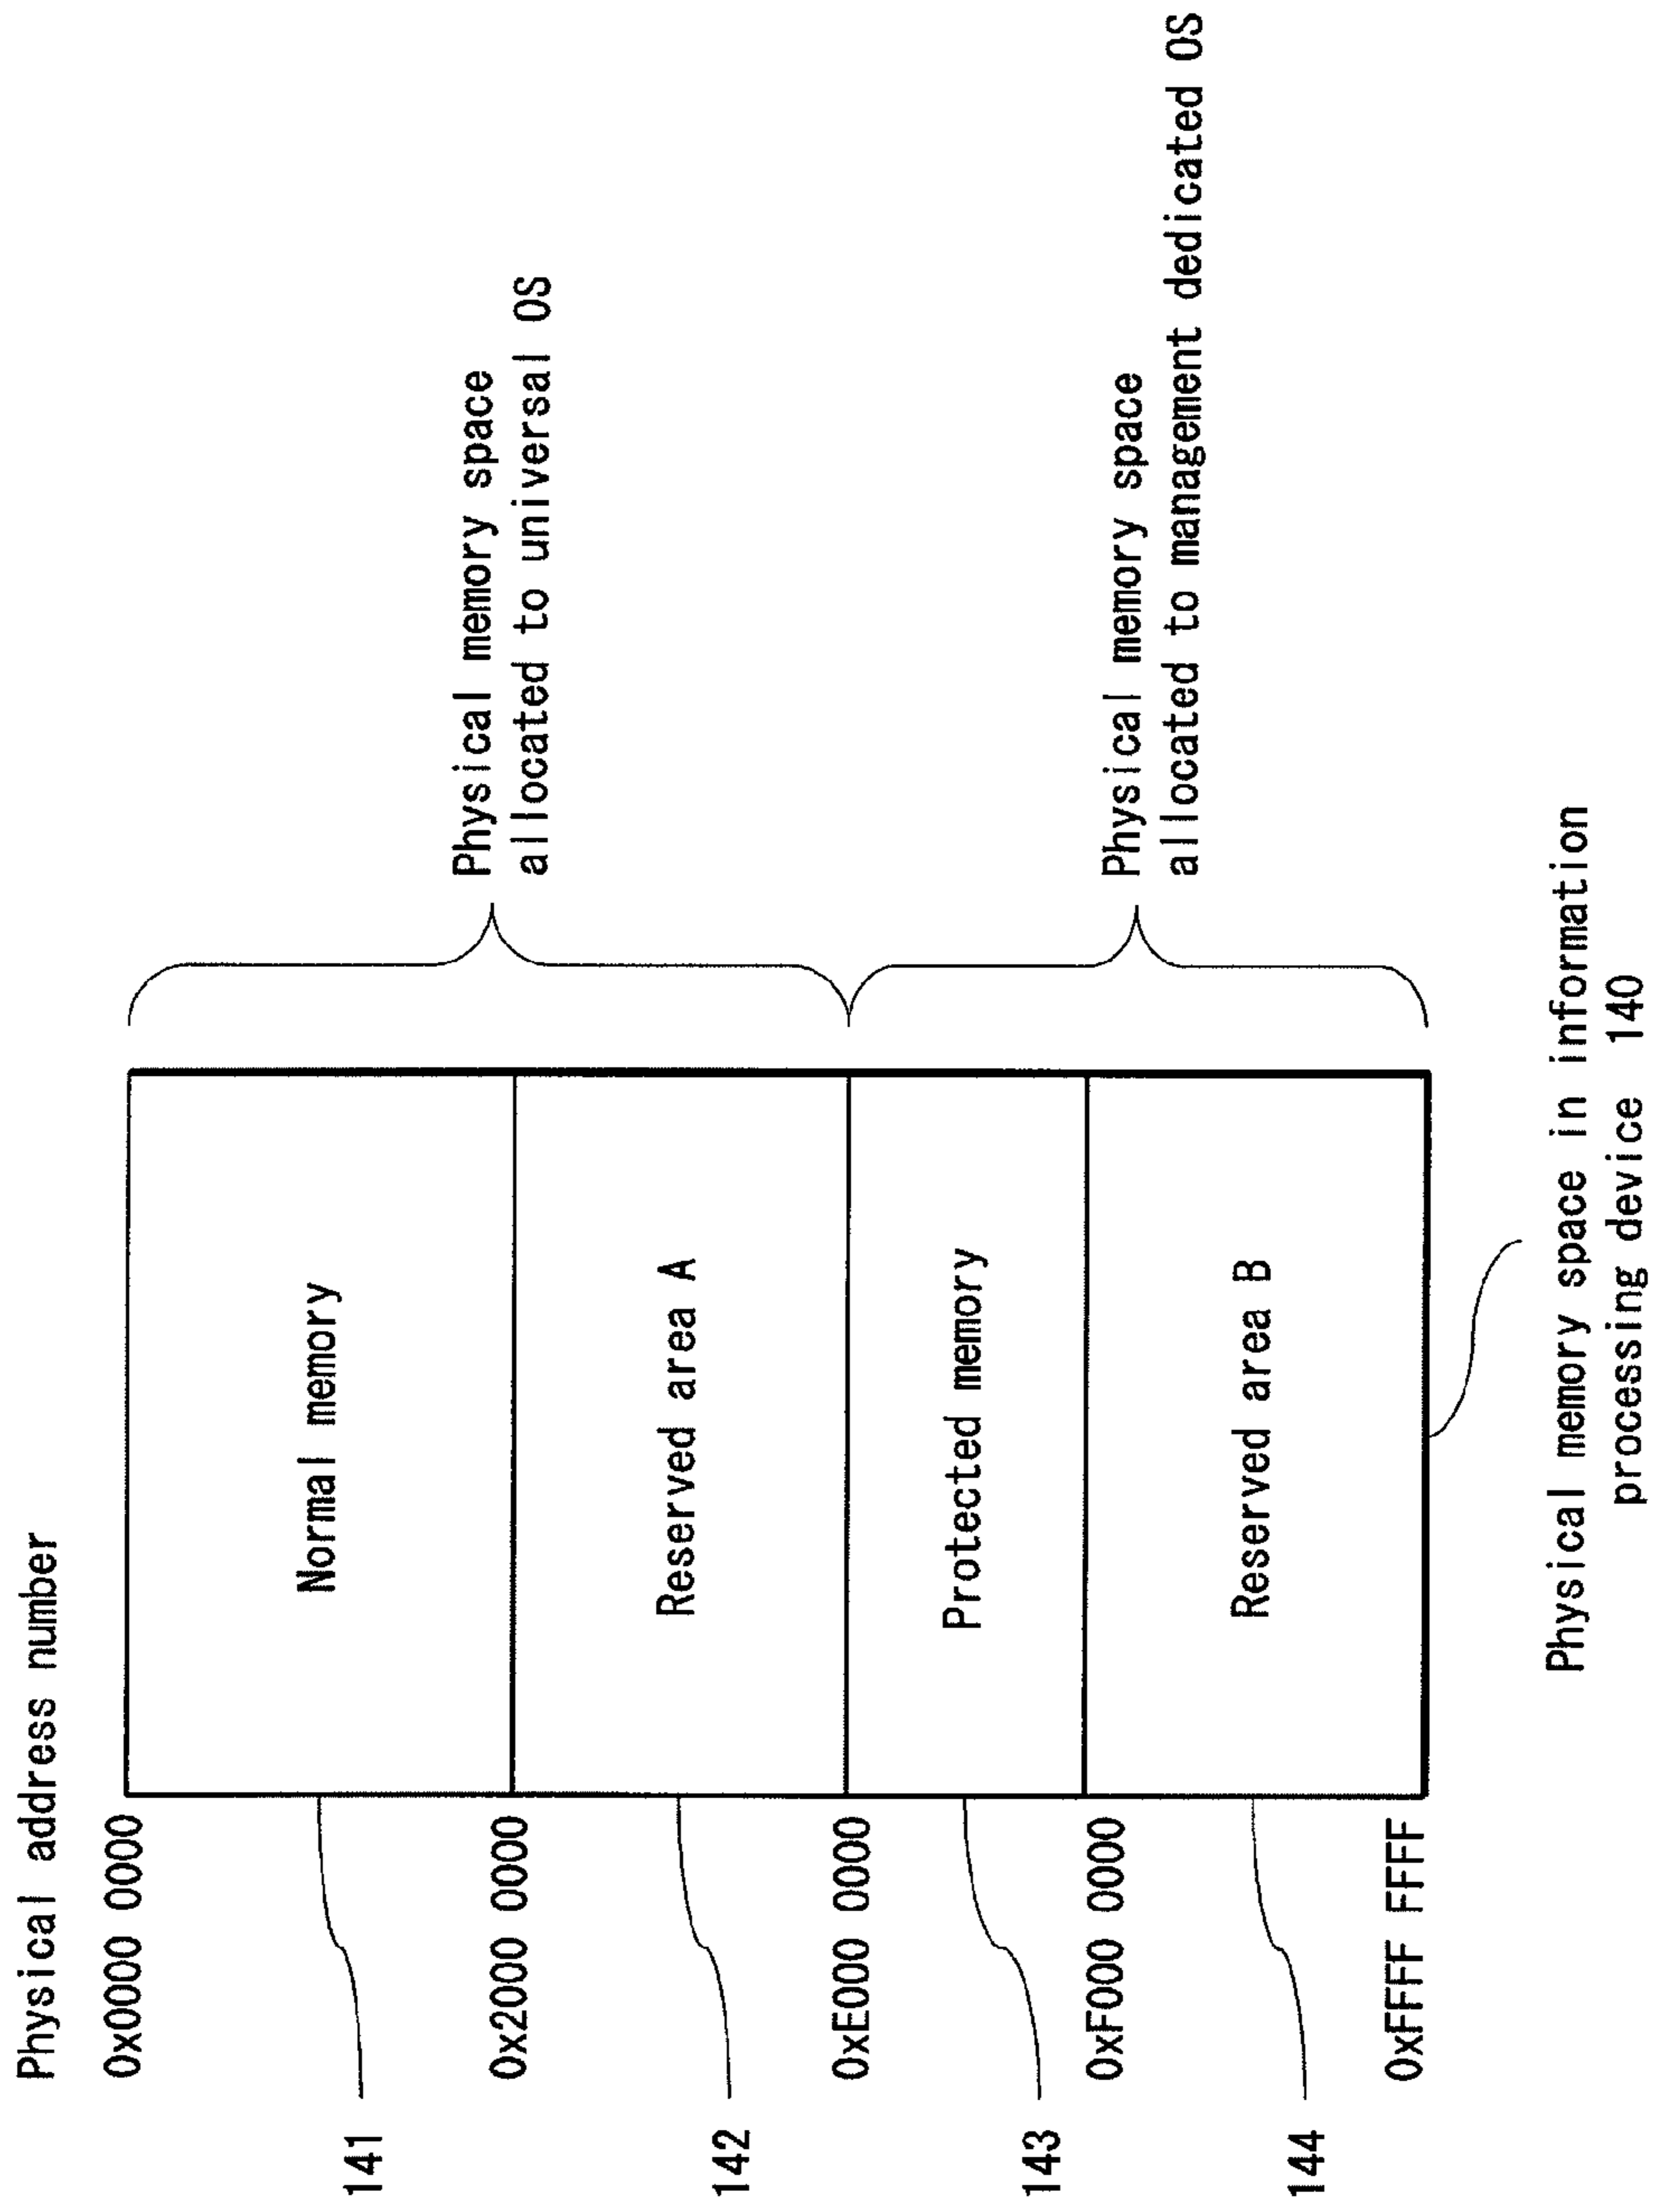 Physical address number
0x0000 0000
141
Normal memory
0x2000 0000
142
Reserved area A
0xE000 0000
143
Protected memory
0xF000 0000
144
Reserved area B
0xFFFF FFFF
Physical memory space
allocated to universal OS
Physical memory space
allocated to management dedicated OS
Physical memory space in information
processing device 140